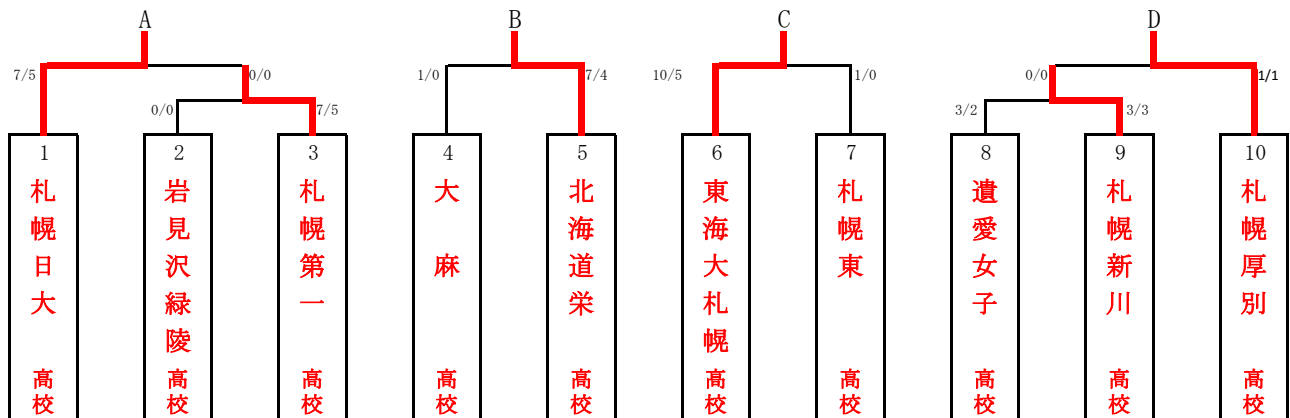 A
B
C
D
7/5
0/0
1/0
7/4
10/5
1/0
0/0
1/1
0/0
7/5
3/2
3/3
1
2
3
4
5
6
7
8
9
10
札幌日大高校
岩見沢緑陵高校
札幌第一高校
大麻高校
北海道栄高校
東海大札幌高校
札幌東高校
遺愛女子高校
札幌新川高校
札幌厚別高校